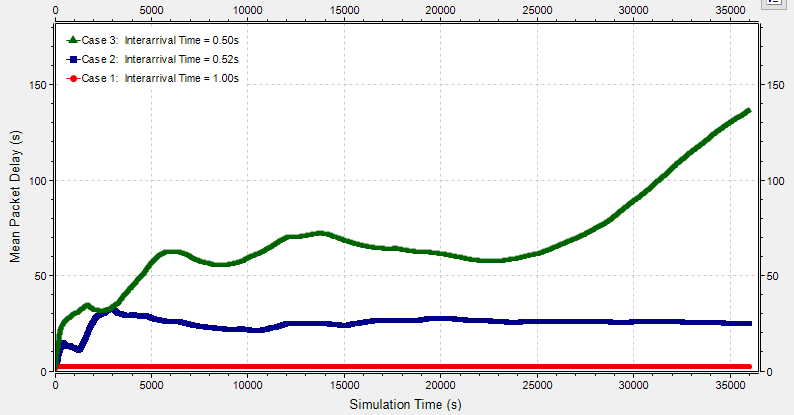 0 5000 10000 15000 20000 25000 30000 35000
Case 3: Interarrival Time = 0.50s
Case 2: Interarrival Time = 0.52s
Case 1: Interarrival Time = 1.00s
150 150
100 100
50 50
0 0
Mean Packet Delay (s)
0 5000 10000 15000 20000 25000 30000 35000
Simulation Time (s)